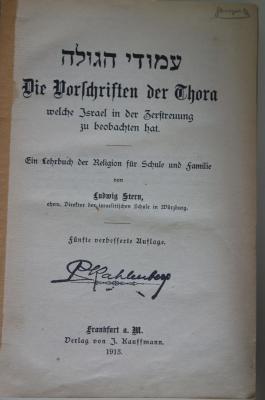 עמודי הגולה
Die Vorschriften der Thora
welche Israel in der Zerstreuung
zu beobachten hat.
Ein Lehrbuch der Religion für Schule und Familie
von
Ludwig Stern,
ehem. Direktor der israelitischen Schule in Würzburg.
Fünfte verbesserte Auflage.
Kahlenberg
Frankfurt a. M.
Verlag von J. Kauffmann.
1913.